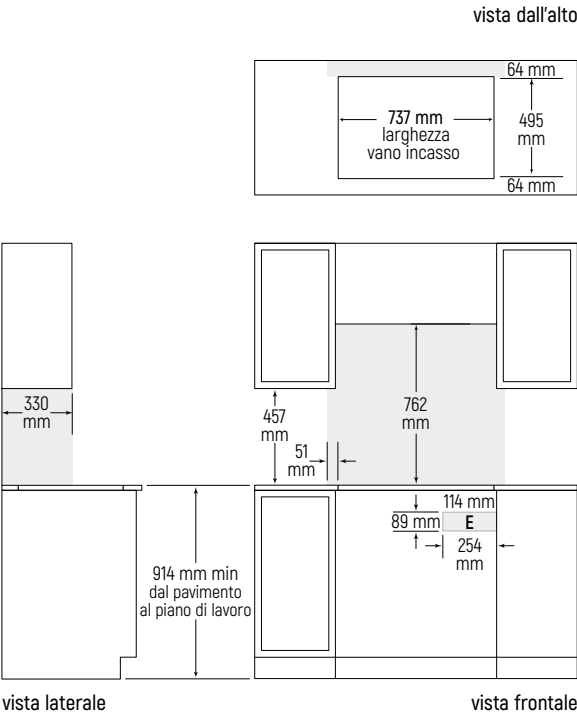 vista dall'alto
64 mm
737 mm
larghezza
vano incasso
495
mm
64 mm
330
mm
457
mm
762
mm
51
mm
114 mm
89 mm
E
254
mm
914 mm min
dal pavimento
al piano di lavoro
vista laterale
vista frontale